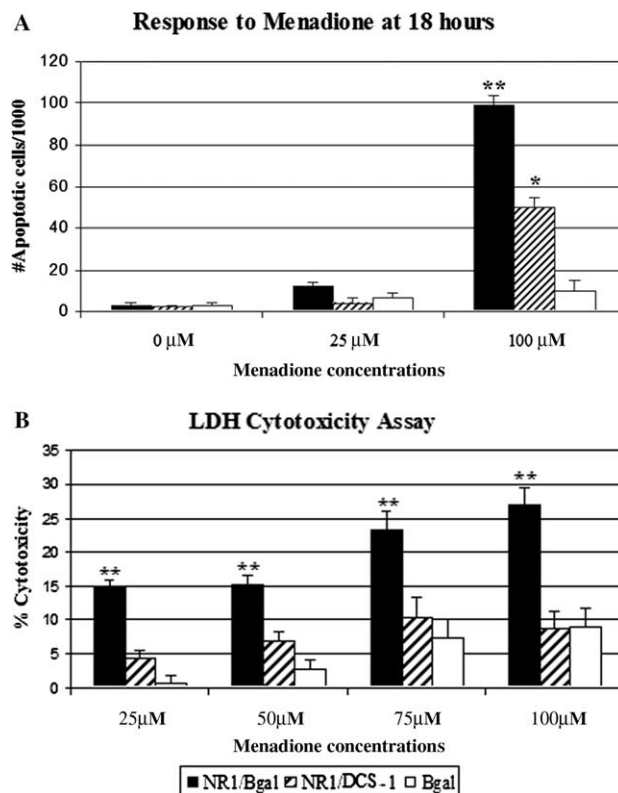 A
Response to Menadione at 18 hours
#Apoptotic cells/1000
120
100
80
60
40
20
0
**
*
0 µM
25 µM
100 µM
Menadione concentrations
B
LDH Cytotoxicity Assay
% Cytotoxicity
35
30
25
20
15
10
5
0
**
**
**
**
25µM
50µM
75µM
100µM
Menadione concentrations
NR1/Bgal NR1/DCS-1 Bgal